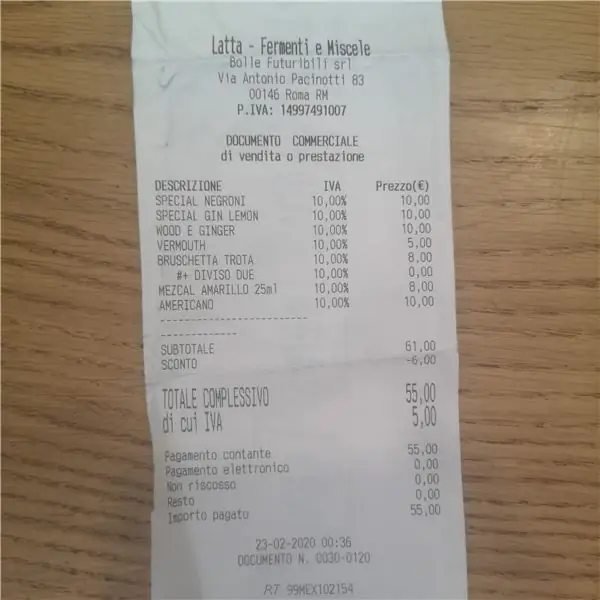 Latta - Fermenti e Miscele
Bolle Futuribili srl
Via Antonio Pacinotti 83
00146 Roma RM
P.IVA: 14997491007
DOCUMENTO COMMERCIALE
di vendita o prestazione
DESCRIZIONE IVA Prezzo(€)
SPECIAL NEGRONI 10,00% 10,00
SPECIAL GIN LEMON 10,00% 10,00
WOOD E GINGER 10,00% 10,00
VERMOUTH 10,00% 5,00
BRUSCHETTA TROTA 10,00% 8,00
#+ DIVISO DUE 10,00% 0,00
MEZCAL AMARILLO 25ml 10,00% 8,00
AMERICANO 10,00% 10,00
SUBTOTALE 61,00
SCONTO -6,00
TOTALE COMPLESSIVO 55,00
di cui IVA 5,00
Pagamento contante 55,00
Pagamento elettronico 0,00
Non riscosso 0,00
Resto 0,00
Importo pagato 55,00
23-02-2020 00:36
DOCUMENTO N. 0030-0120
RT 99MEX102154